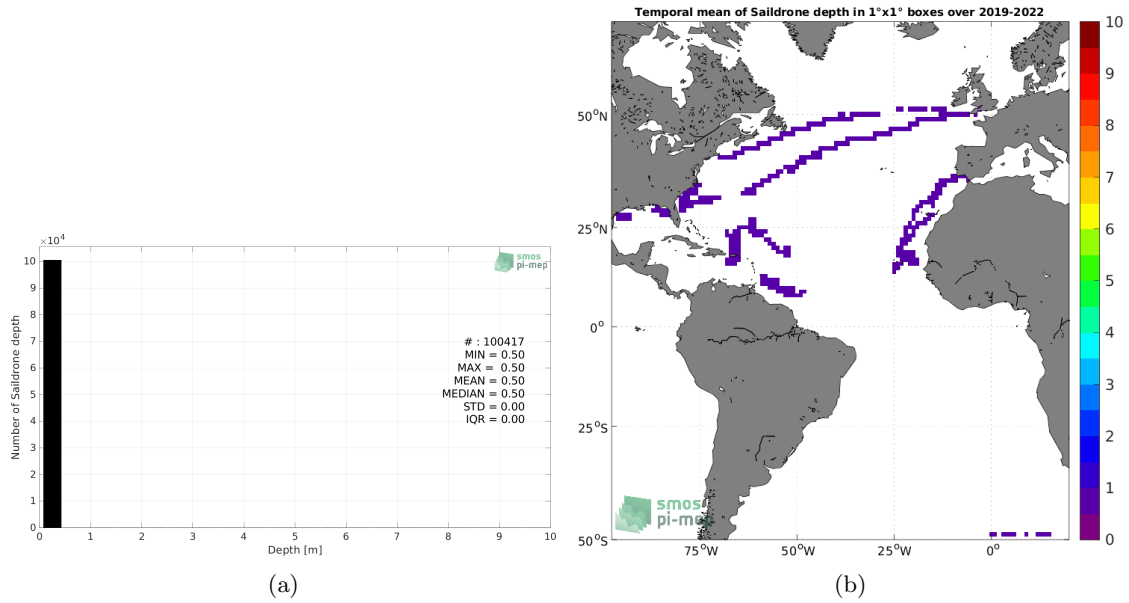 ×10⁴
10
9
8
7
6
5
4
3
2
1
0
Number of Saildrone depth
0 1 2 3 4 5 6 7 8 9 10
Depth [m]
smos
pi-mep
# : 100417
MIN = 0.50
MAX = 0.50
MEAN = 0.50
MEDIAN = 0.50
STD = 0.00
IQR = 0.00
(a)
Temporal mean of Saildrone depth in 1°x1° boxes over 2019-2022
50°N
25°N
0°
25°S
50°S
75°W 50°W 25°W 0°
smos
pi-mep
10
9
8
7
6
5
4
3
2
1
0
(b)